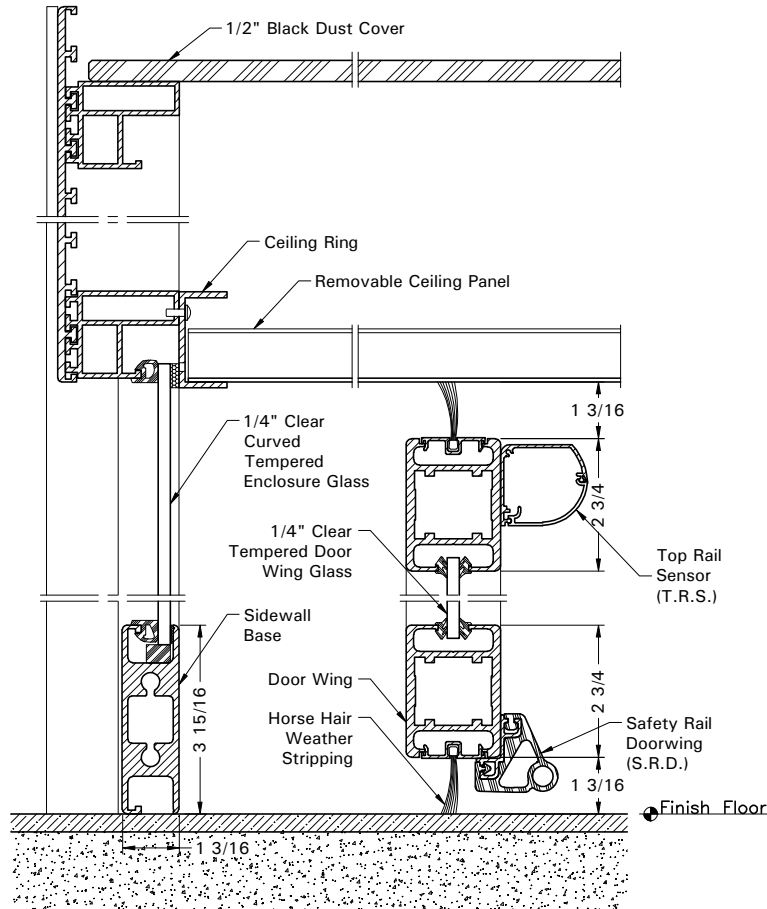 1/2" Black Dust Cover
Ceiling Ring
Removable Ceiling Panel
1 3/16
1/4" Clear
Curved
Tempered
Enclosure Glass
2 3/4
1/4" Clear
Tempered Door
Wing Glass
Top Rail
Sensor
(T.R.S.)
Sidewall
Base
Door Wing
3 15/16
2 3/4
Horse Hair
Weather
Stripping
Safety Rail
Doorwing
(S.R.D.)
1 3/16
Finish Floor
1 3/16